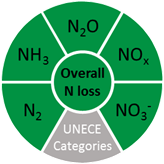 N₂O
NH₃
NOₓ
Overall
N loss
N₂
NO₃⁻
UNECE
Categories